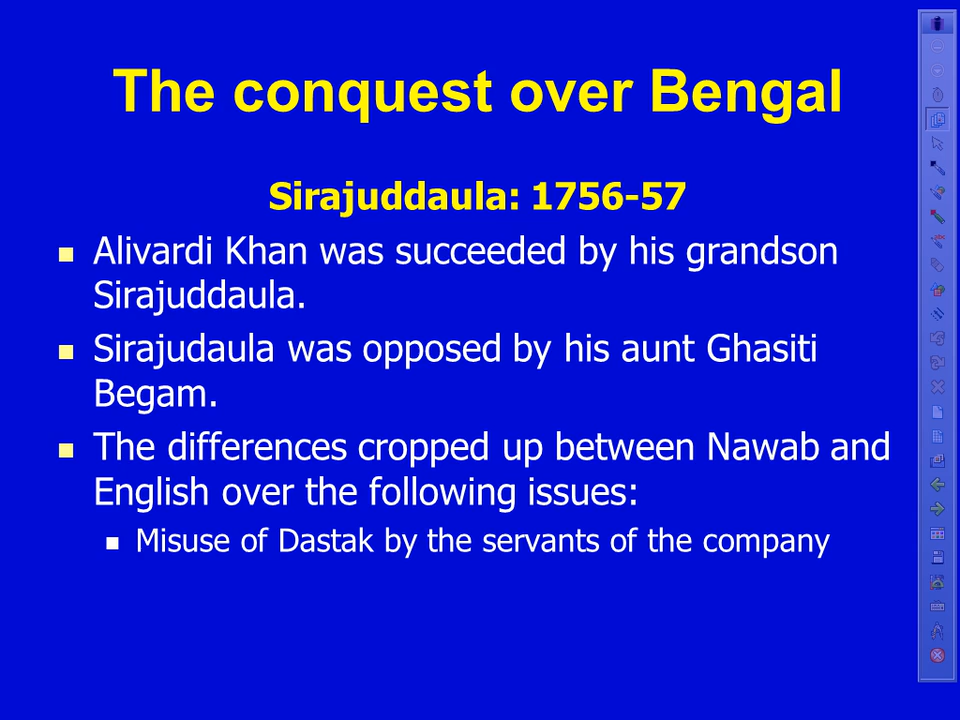 The conquest over Bengal
Sirajuddaula: 1756-57
Alivardi Khan was succeeded by his grandson
Sirajuddaula.
Sirajudaula was opposed by his aunt Ghasiti
Begam.
The differences cropped up between Nawab and
English over the following issues:
Misuse of Dastak by the servants of the company